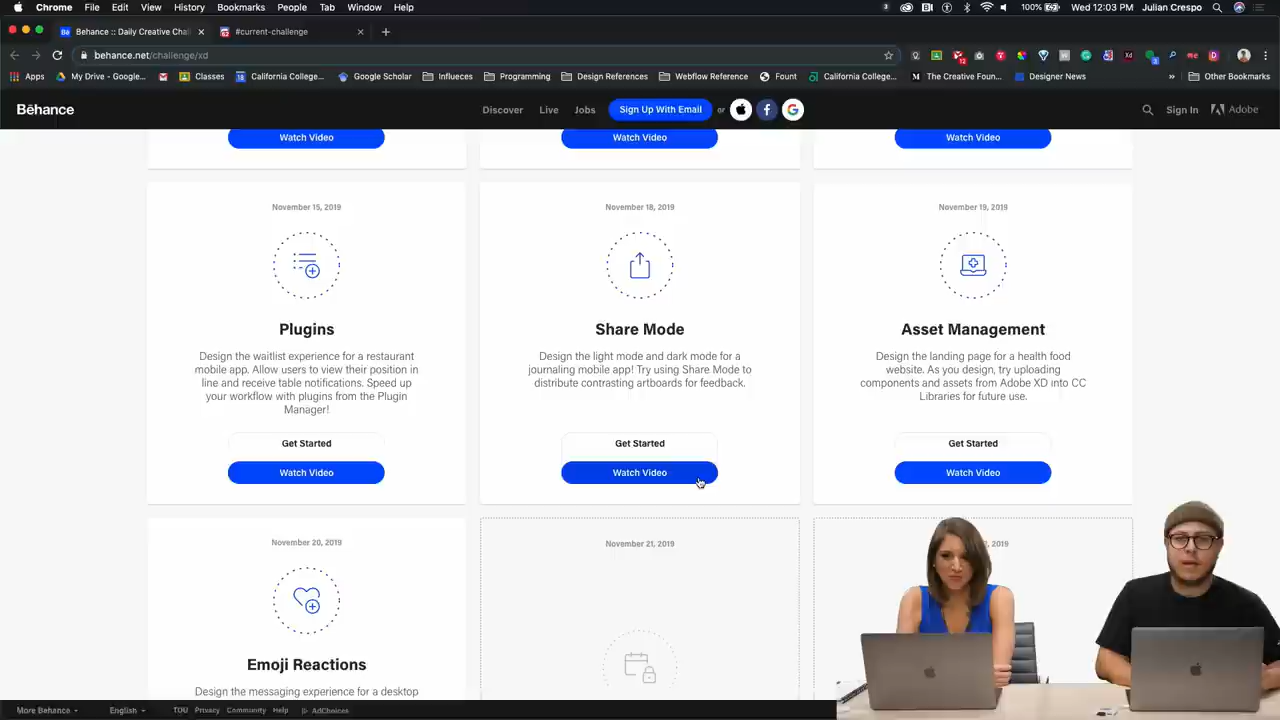 Chrome File Edit View History Bookmarks People Tab Window Help
100% Wed 12:03 PM Julian Crespo
Behance :: Daily Creative Chal
#current-challenge
behance.net/challenge/xd
Apps My Drive - Google... Classes California Colleg... Google Scholar Influeces Programming Design References Webflow Reference Fount California Colleg... The Creative Foun... Designer News Other Bookmarks
Bēhance
Discover Live Jobs Sign Up With Email or Sign In Adobe
Watch Video Watch Video Watch Video
November 15, 2019
Plugins
Design the waitlist experience for a restaurant
mobile app. Allow users to view their position in
line and receive table notifications. Speed up
your workflow with plugins from the Plugin
Manager!
Get Started
Watch Video
November 18, 2019
Share Mode
Design the light mode and dark mode for a
journaling mobile app! Try using Share Mode to
distribute contrasting artboards for feedback.
Get Started
Watch Video
November 19, 2019
Asset Management
Design the landing page for a health food
website. As you design, try uploading
components and assets from Adobe XD into CC
Libraries for future use.
Get Started
Watch Video
November 20, 2019
Emoji Reactions
Design the messaging experience for a desktop
November 21, 2019
2019
More Behance English TOU Privacy Community Help AdChoices